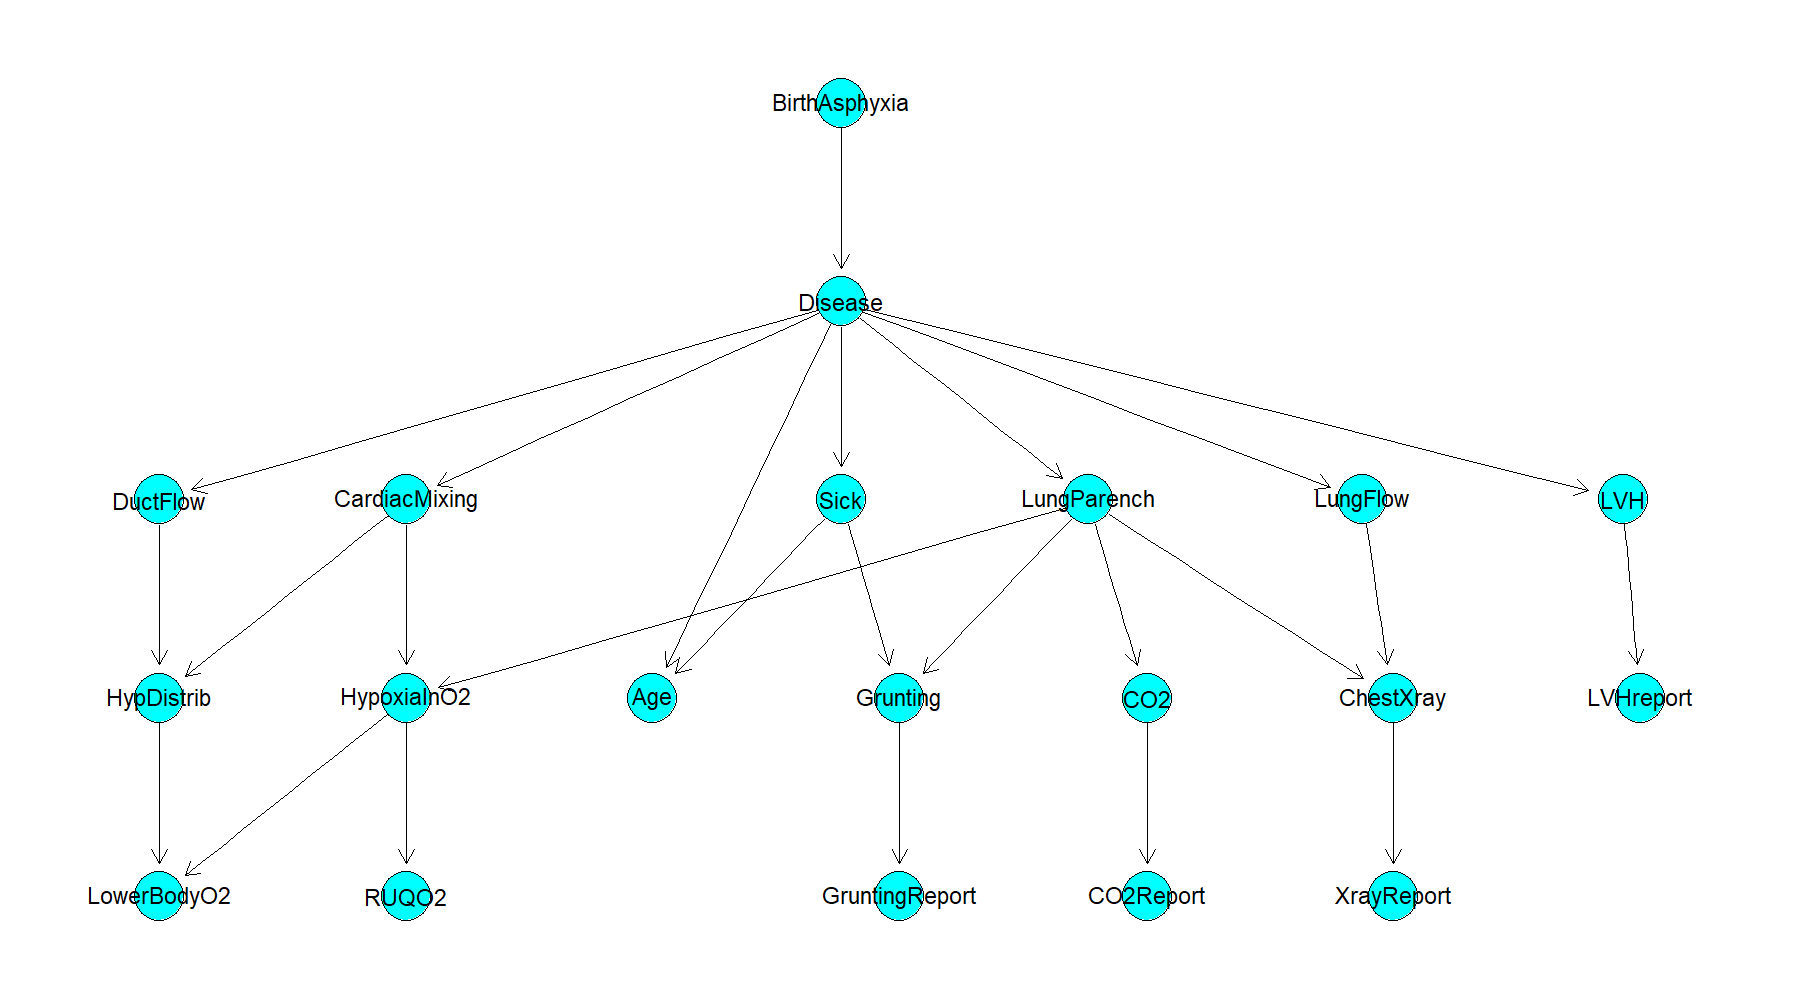 BirthAsphyxia
Disease
DuctFlow
CardiacMixing
Sick
LungParench
LungFlow
LVH
HypDistrib
HypoxiaInO2
Age
Grunting
CO2
ChestXray
LVHreport
LowerBodyO2
RUQO2
GruntingReport
CO2Report
XrayReport